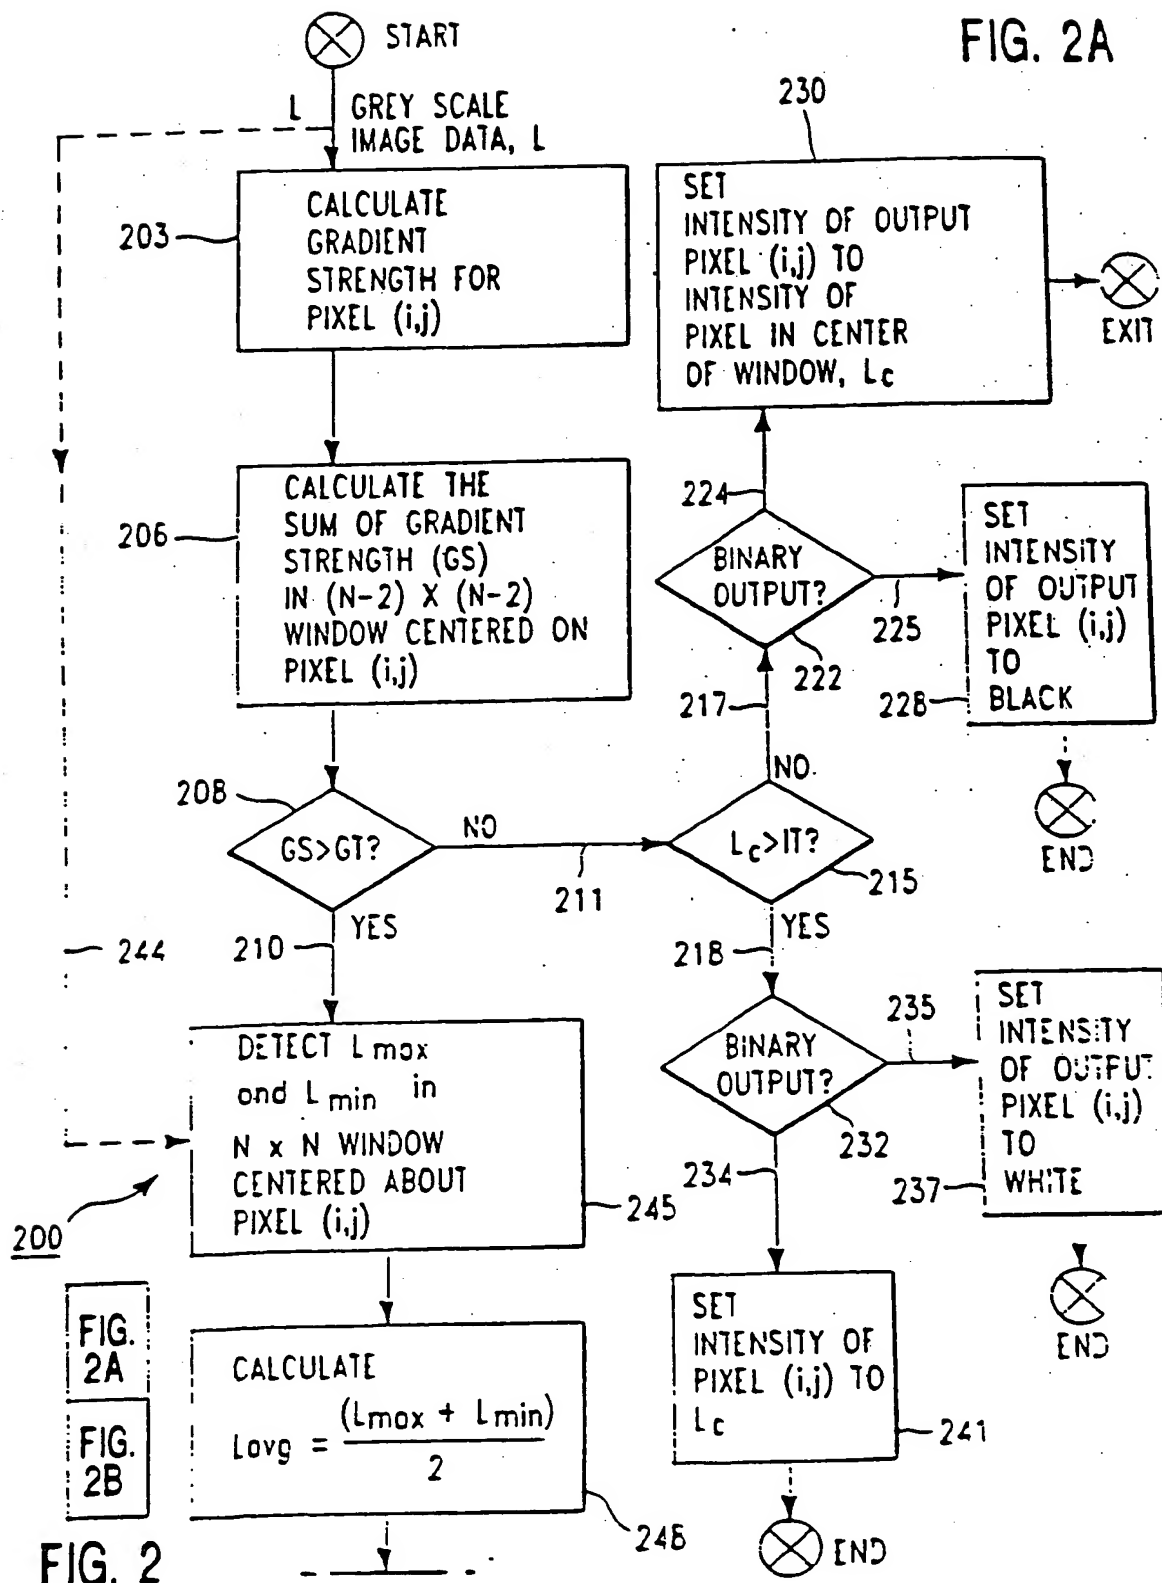 START
FIG. 2A
L
GREY SCALE
IMAGE DATA, L
203
CALCULATE
GRADIENT
STRENGTH FOR
PIXEL (i,j)
230
SET
INTENSITY OF OUTPUT
PIXEL (i,j) TO
INTENSITY OF
PIXEL IN CENTER
OF WINDOW, Lc
EXIT
206
CALCULATE THE
SUM OF GRADIENT
STRENGTH (GS)
IN (N-2) X (N-2)
WINDOW CENTERED ON
PIXEL (i,j)
224
BINARY
OUTPUT?
222
225
SET
INTENSITY
OF OUTPUT
PIXEL (i,j)
TO
BLACK
228
END
217
NO.
208
GS>GT?
NO
211
Lc>IT?
215
YES
210
YES
218
244
BINARY
OUTPUT?
232
235
SET
INTENSITY
OF OUTPUT
PIXEL (i,j)
TO
WHITE
237
END
234
DETECT Lmax
and Lmin in
N x N WINDOW
CENTERED ABOUT
PIXEL (i,j)
245
200
SET
INTENSITY OF
PIXEL (i,j) TO
Lc
241
END
FIG.
2A
FIG.
2B
CALCULATE
Lavg = (Lmax + Lmin)
2
248
FIG. 2